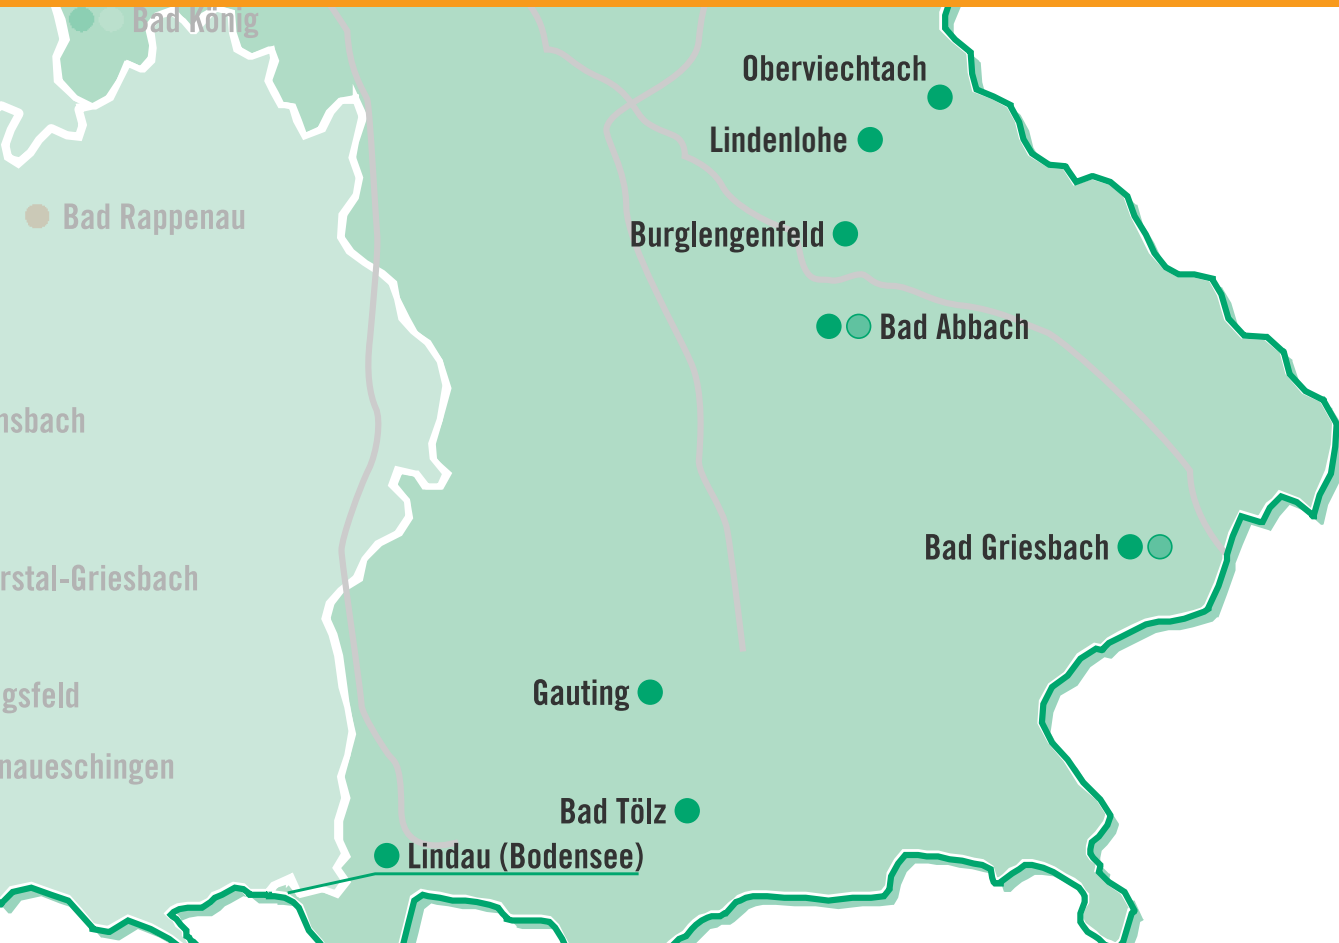 Bad König
Oberviechtach
Lindenlohe
Bad Rappenau
Burglengenfeld
Bad Abbach
nsbach
Bad Griesbach
rstal-Griesbach
Gauting
gsfeld
naueschingen
Bad Tölz
Lindau (Bodensee)